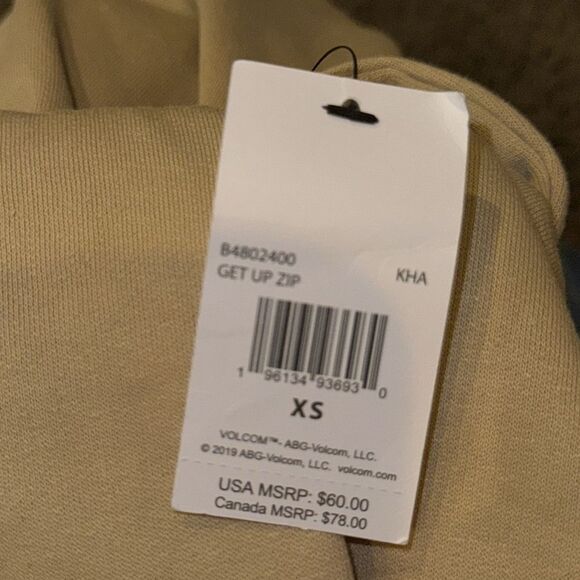 B4802400
GET UP ZIP KHA
1 96134 93693 0
XS
VOLCOM™- ABG-Volcom, LLC.
© 2019 ABG-Volcom, LLC. volcom.com
USA MSRP: $60.00
Canada MSRP: $78.00